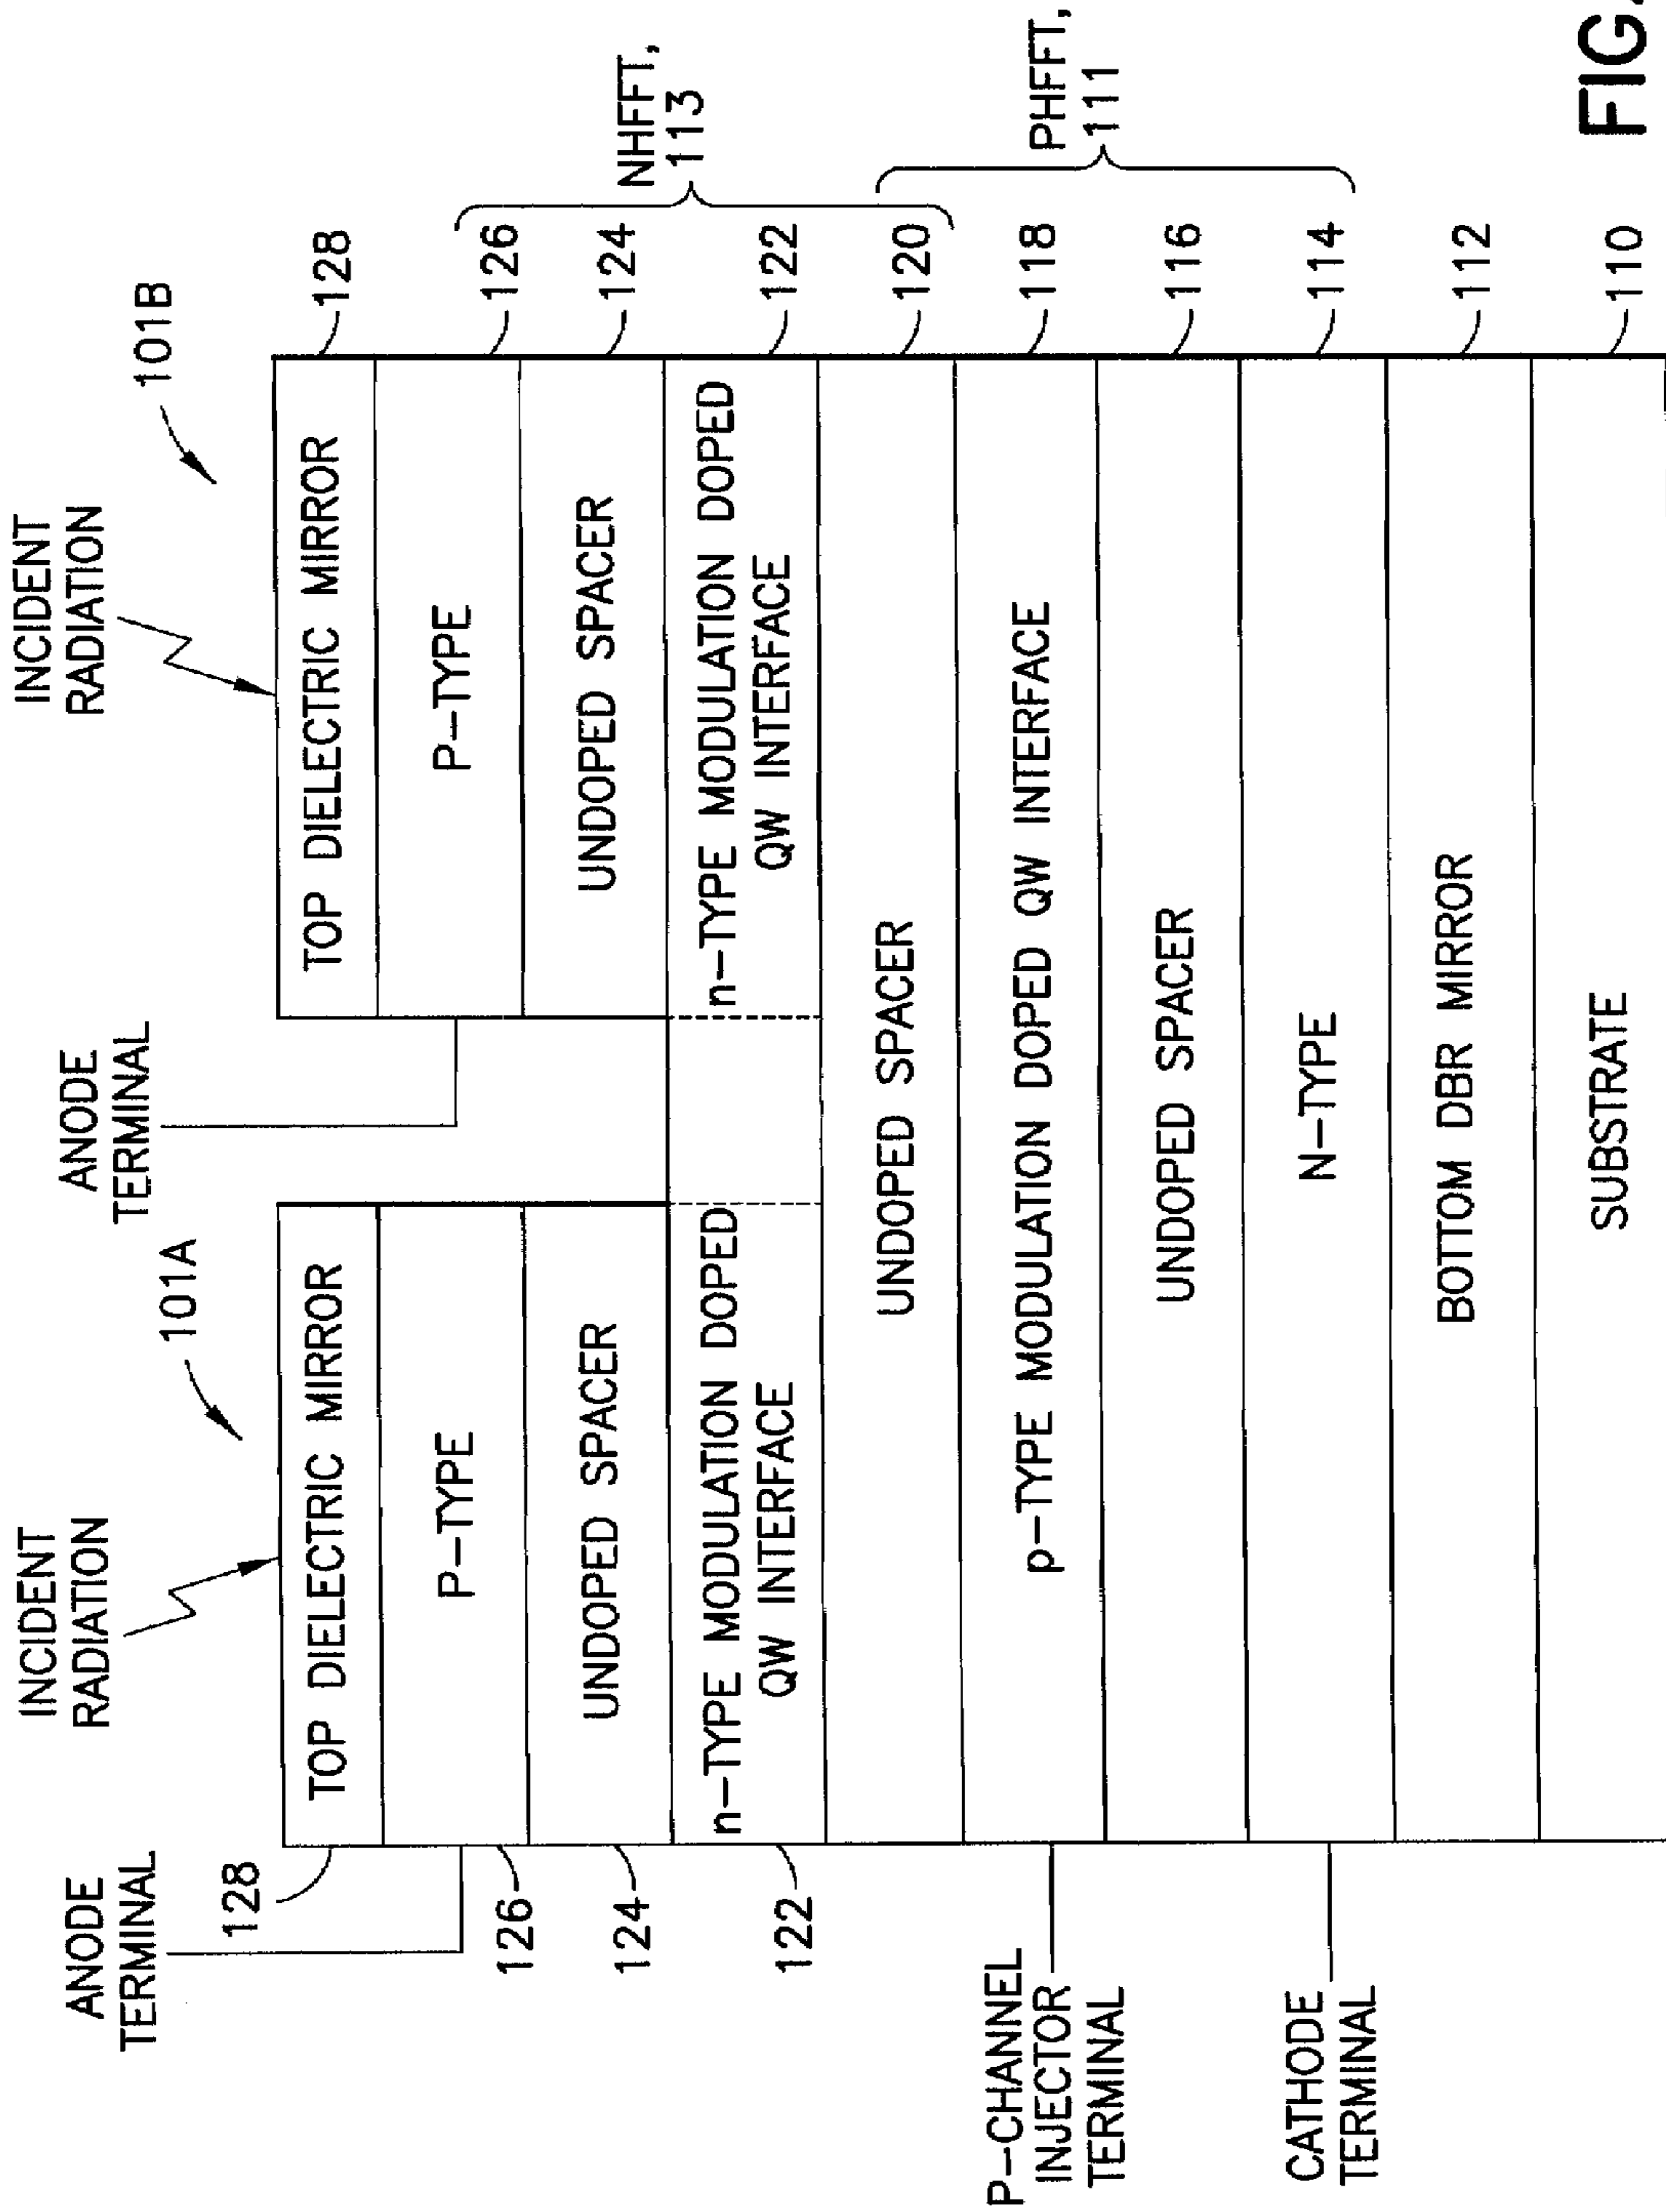 INCIDENT
RADIATION
INCIDENT
RADIATION
ANODE
TERMINAL
ANODE
TERMINAL
101A
101B
128
TOP DIELECTRIC MIRROR
TOP DIELECTRIC MIRROR
128
126
P-TYPE
P-TYPE
126
124
UNDOPED SPACER
UNDOPED SPACER
124
122
n-TYPE MODULATION DOPED
QW INTERFACE
n-TYPE MODULATION DOPED
QW INTERFACE
122
NHFFT,
113
UNDOPED SPACER
120
P-CHANNEL
INJECTOR
TERMINAL
p-TYPE MODULATION DOPED QW INTERFACE
118
UNDOPED SPACER
116
PHFFT,
111
CATHODE
TERMINAL
N-TYPE
114
BOTTOM DBR MIRROR
112
SUBSTRATE
110
FIG.